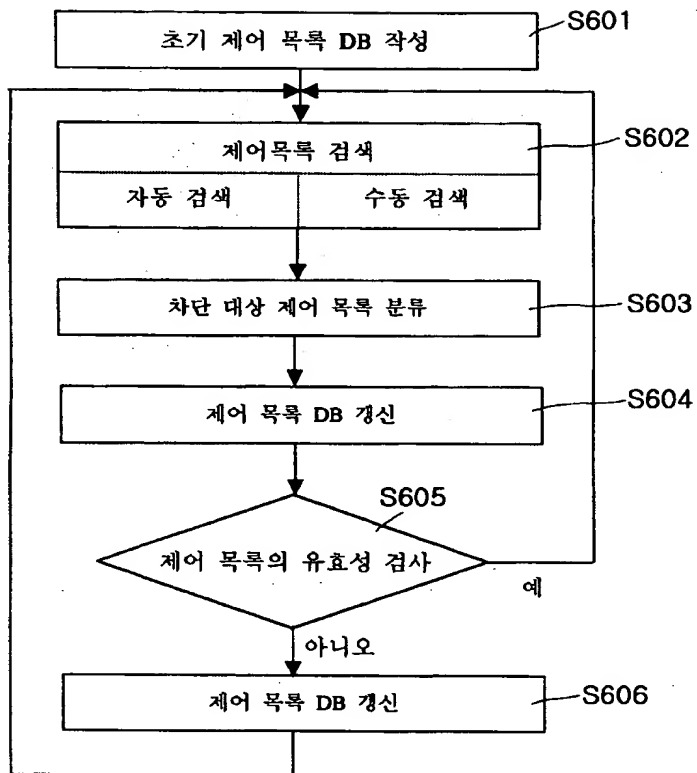 초기 제어 목록 DB 작성
S601
제어목록 검색
S602
자동 검색 수동 검색
차단 대상 제어 목록 분류
S603
제어 목록 DB 갱신
S604
S605
제어 목록의 유효성 검사
예
아니오
제어 목록 DB 갱신
S606